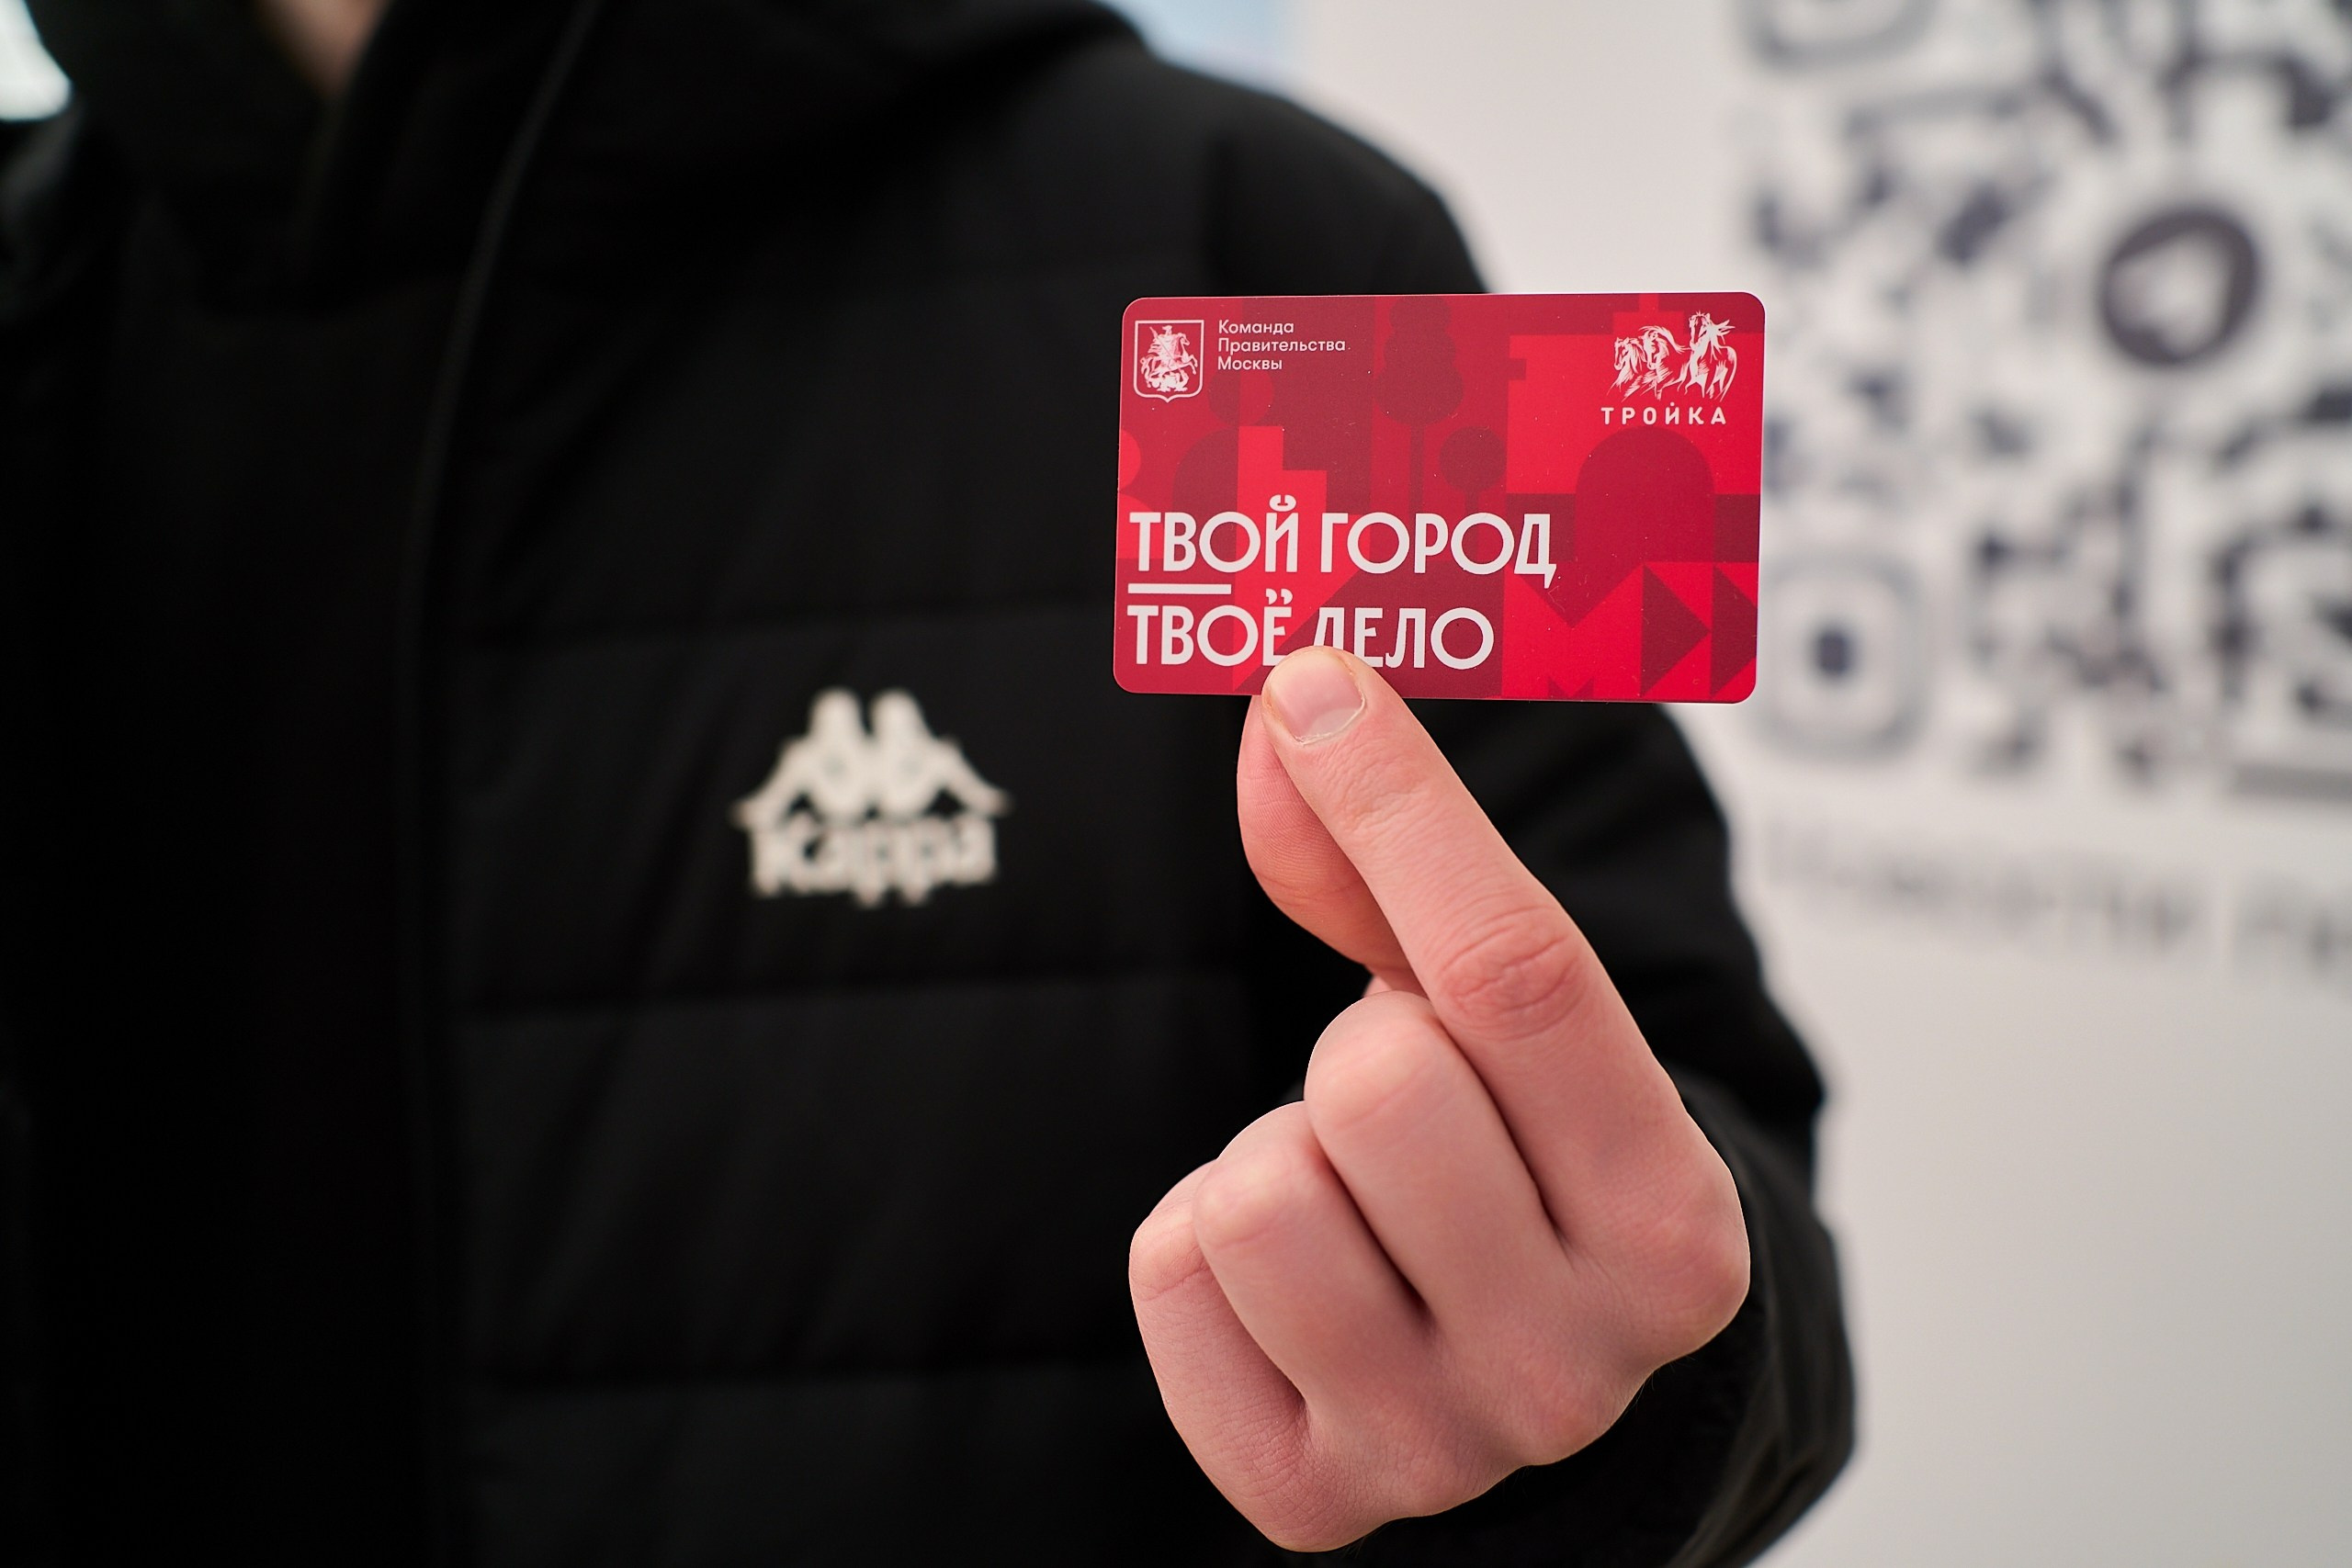 Команда
Правительства
Москвы
ТРОЙКА
ТВОЙ ГОРОД
ТВОЁ ДЕЛО
Kappa